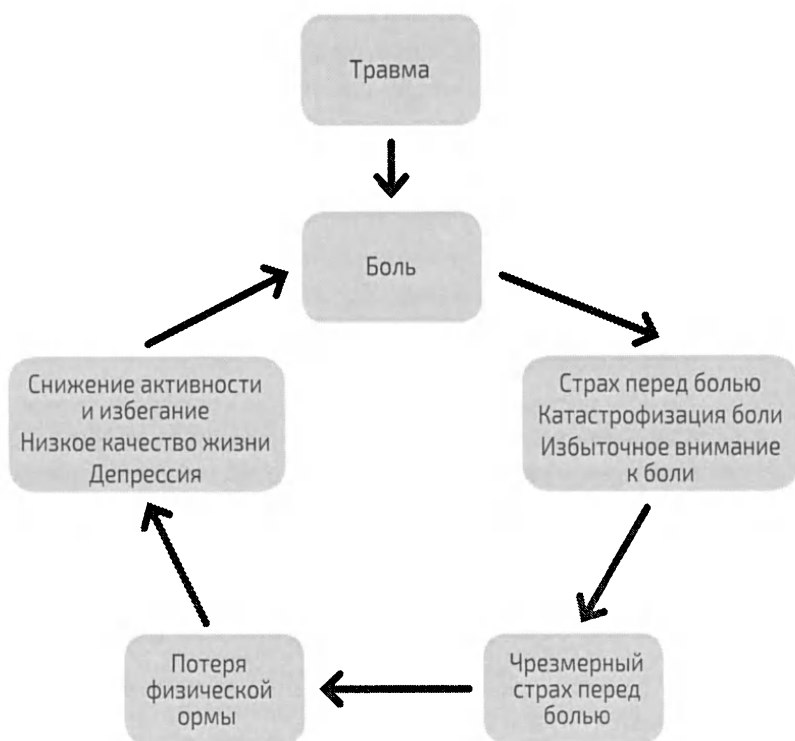 Травма
Боль
Страх перед болью
Катастрофизация боли
Избыточное внимание
к боли
Чрезмерный
страх перед
болью
Потеря
физической
ормы
Снижение активности
и избегание
Низкое качество жизни
Депрессия